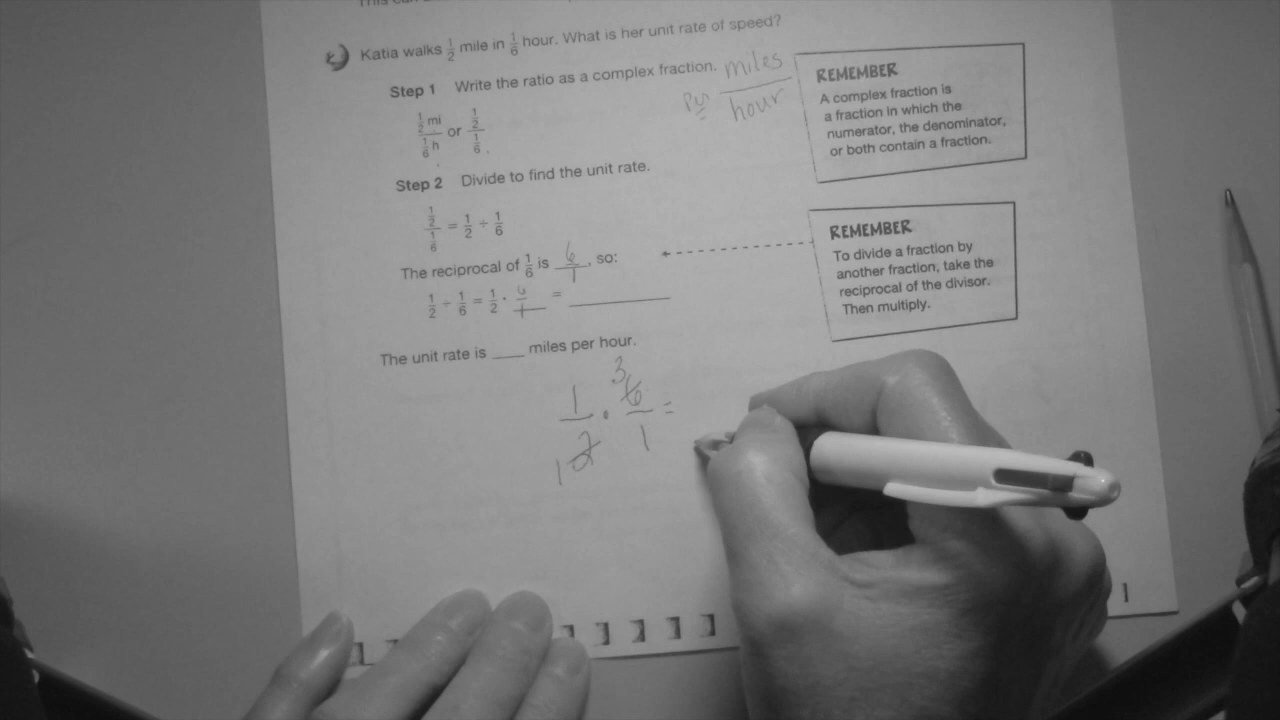 Katia walks 1/2 mile in 1/6 hour. What is her unit rate of speed?
Step 1 Write the ratio as a complex fraction.
miles
Per
hour
1/2 mi
or
1/2
1/6 h
1/6
Step 2 Divide to find the unit rate.
1/2
1/6
= 1/2 ÷ 1/6
The reciprocal of 1/6 is 6/1, so:
1/2 ÷ 1/6 = 1/2 · 6/1 = ____
The unit rate is ____ miles per hour.
3
1 · 6 =
2 1
1
REMEMBER
A complex fraction is
a fraction in which the
numerator, the denominator,
or both contain a fraction.
REMEMBER
To divide a fraction by
another fraction, take the
reciprocal of the divisor.
Then multiply.
1